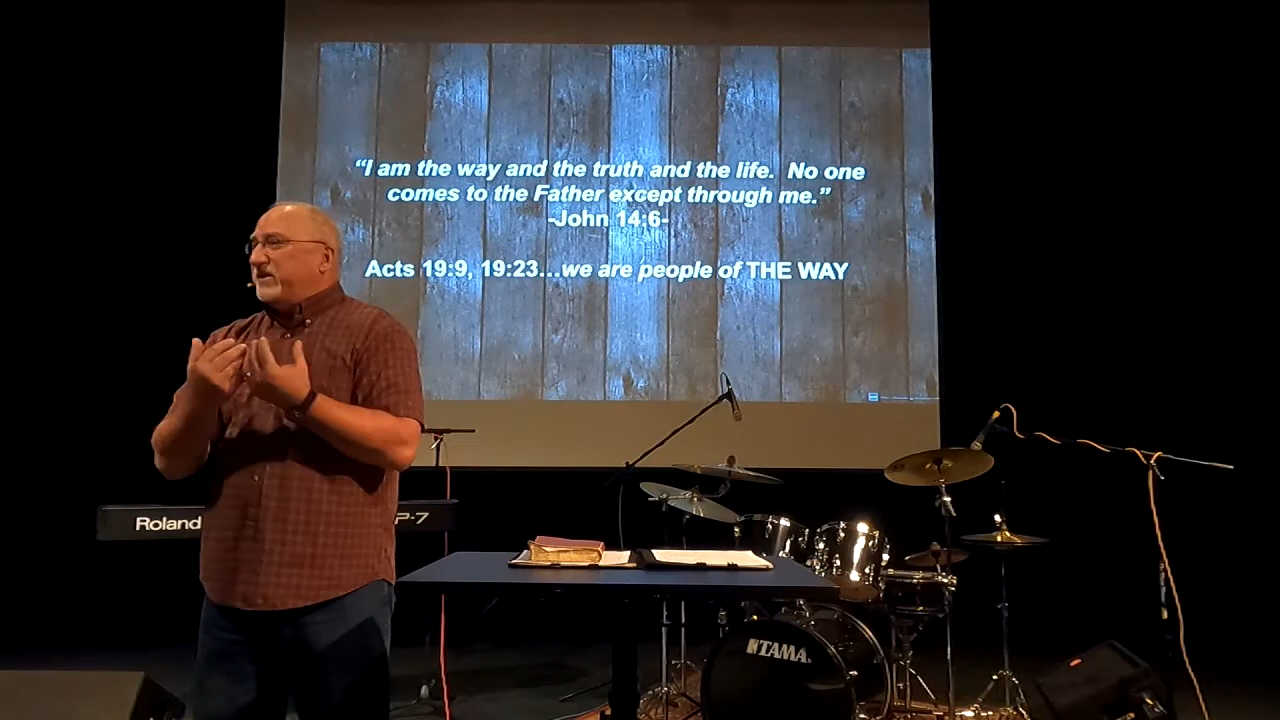 “I am the way and the truth and the life.  No one
comes to the Father except through me.”
-John 14:6-
Acts 19:9, 19:23...we are people of THE WAY
Roland
P-7
TAMA